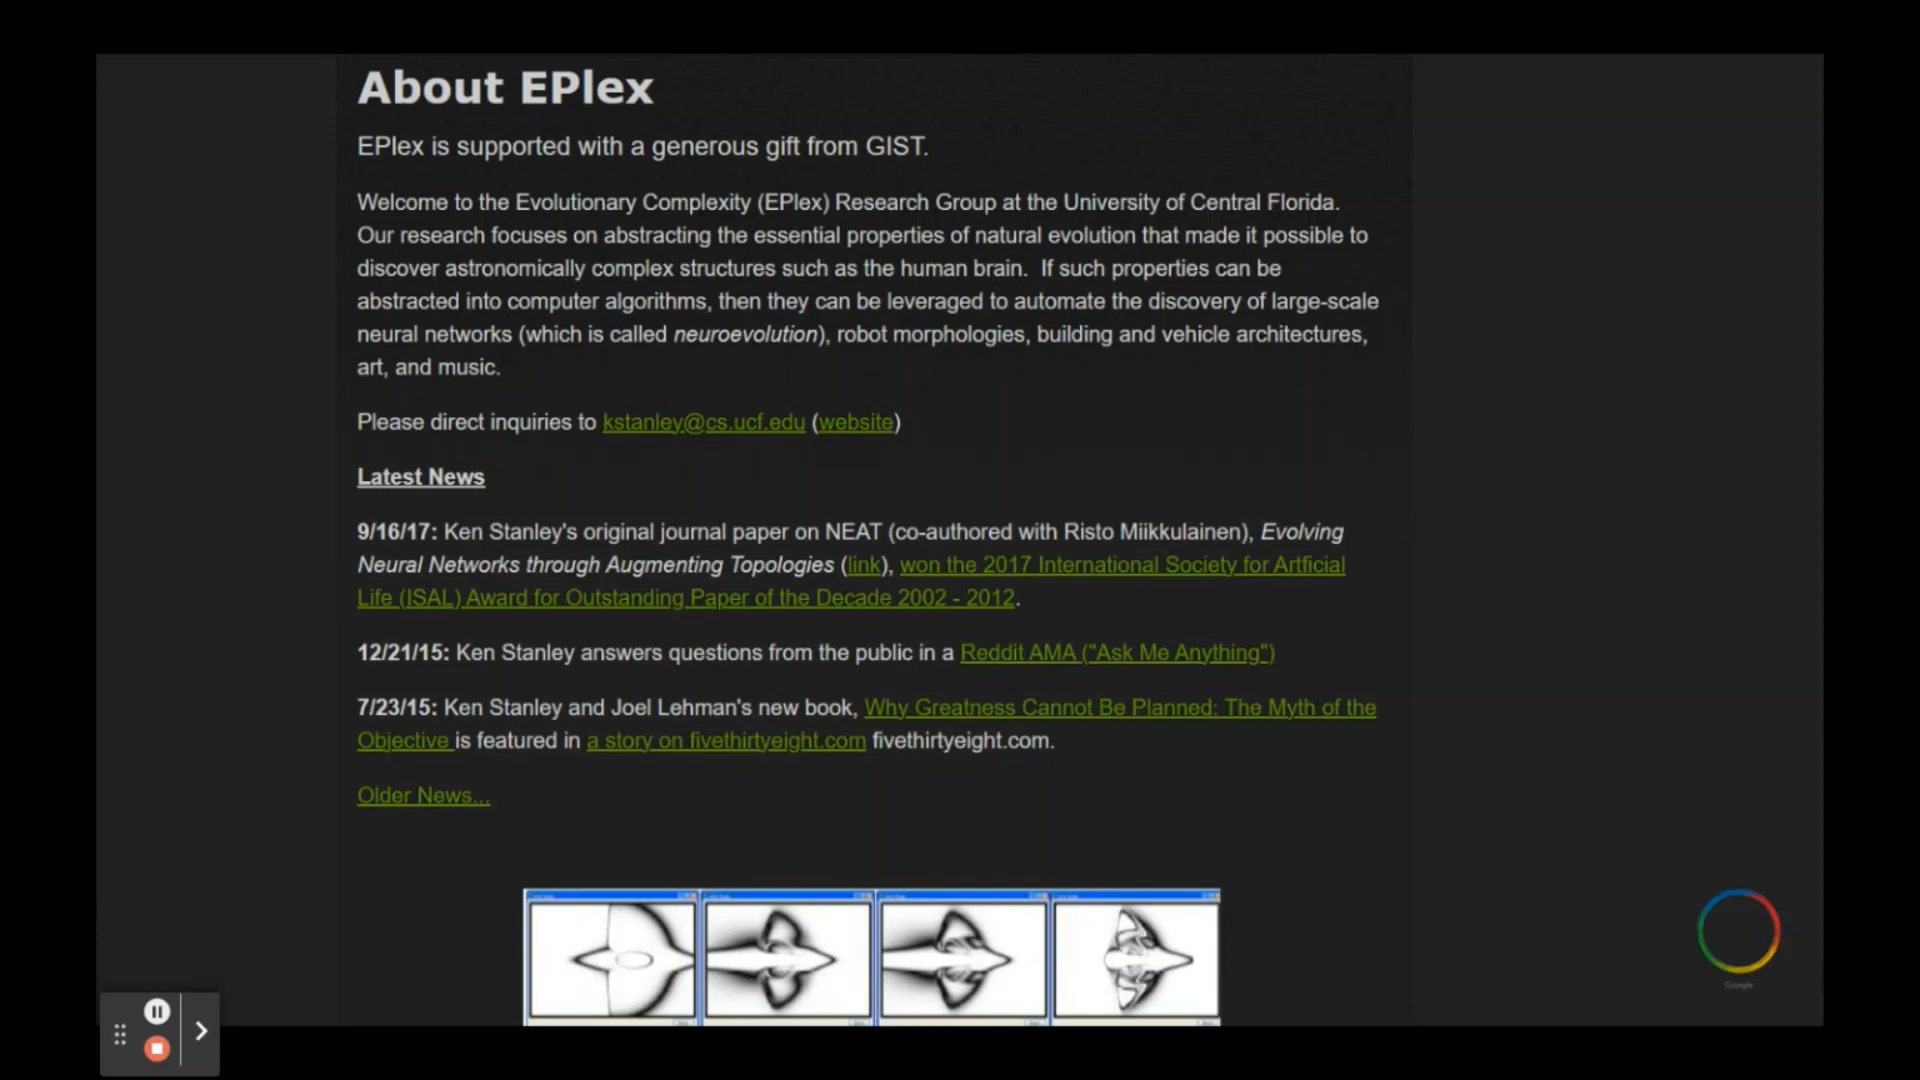 About EPlex
EPlex is supported with a generous gift from GIST.
Welcome to the Evolutionary Complexity (EPlex) Research Group at the University of Central Florida.
Our research focuses on abstracting the essential properties of natural evolution that made it possible to
discover astronomically complex structures such as the human brain.  If such properties can be
abstracted into computer algorithms, then they can be leveraged to automate the discovery of large-scale
neural networks (which is called neuroevolution), robot morphologies, building and vehicle architectures,
art, and music.
Please direct inquiries to kstanley@cs.ucf.edu (website)
Latest News
9/16/17: Ken Stanley's original journal paper on NEAT (co-authored with Risto Miikkulainen), Evolving
Neural Networks through Augmenting Topologies (link), won the 2017 International Society for Artficial
Life (ISAL) Award for Outstanding Paper of the Decade 2002 - 2012.
12/21/15: Ken Stanley answers questions from the public in a Reddit AMA ("Ask Me Anything")
7/23/15: Ken Stanley and Joel Lehman's new book, Why Greatness Cannot Be Planned: The Myth of the
Objective is featured in a story on fivethirtyeight.com fivethirtyeight.com.
Older News...
Google